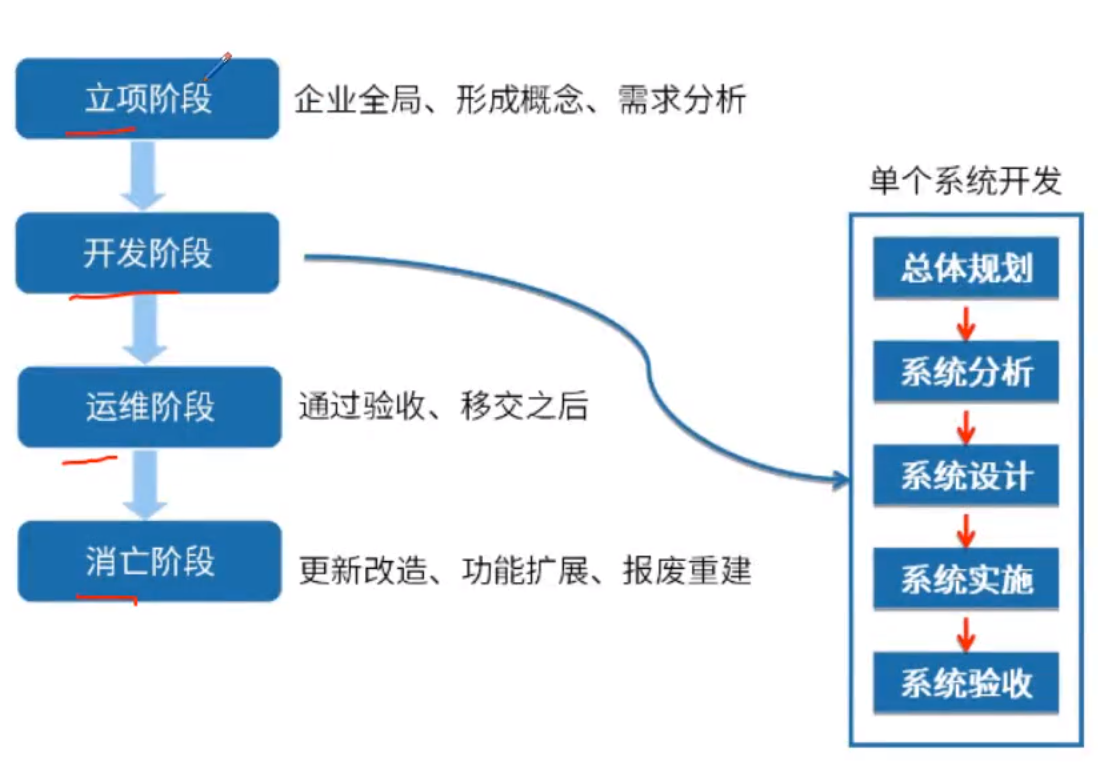 立项阶段
企业全局、形成概念、需求分析
开发阶段
运维阶段
通过验收、移交之后
消亡阶段
更新改造、功能扩展、报废重建
单个系统开发
总体规划
系统分析
系统设计
系统实施
系统验收